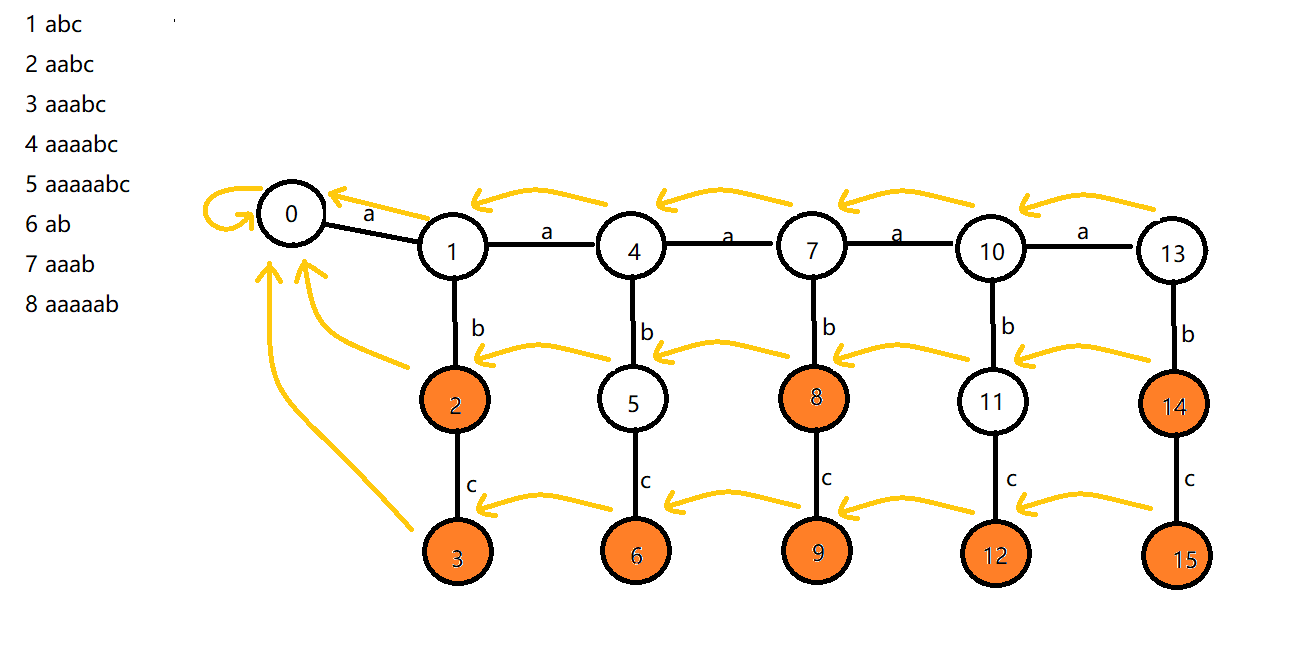 1 abc
2 aabc
3 aaabc
4 aaaabc
5 aaaaabc
6 ab
7 aaab
8 aaaaab
0 a 1 a 4 a 7 a 10 a 13
b b b b b
2 5 8 11 14
c c c c c
3 6 9 12 15